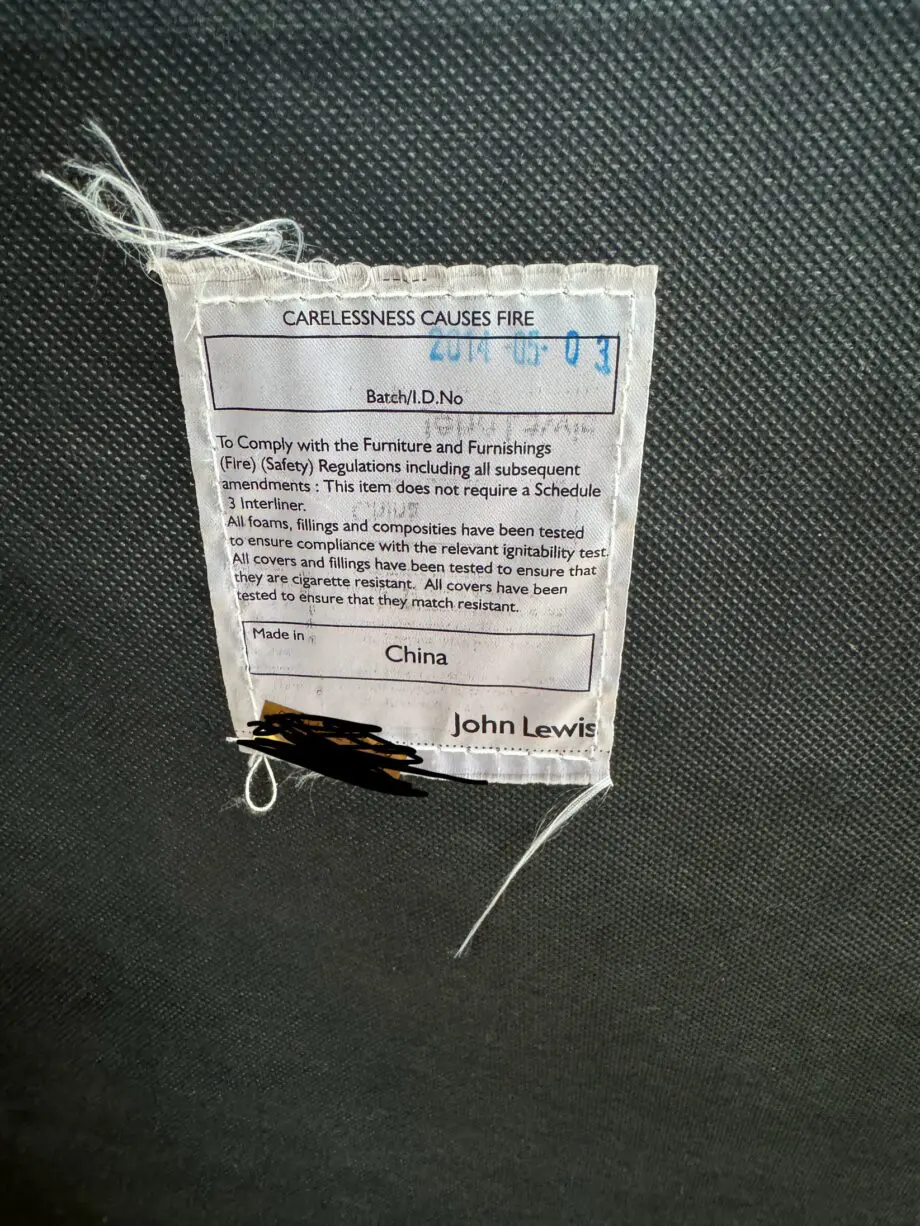 CARELESSNESS CAUSES FIRE
2014 -05- 03
Batch/I.D.No
To Comply with the Furniture and Furnishings
(Fire) (Safety) Regulations including all subsequent
amendments : This item does not require a Schedule
3 Interliner.
All foams, fillings and composities have been tested
to ensure compliance with the relevant ignitability test.
All covers and fillings have been tested to ensure that
they are cigarette resistant. All covers have been
tested to ensure that they match resistant.
Made in
China
John Lewis